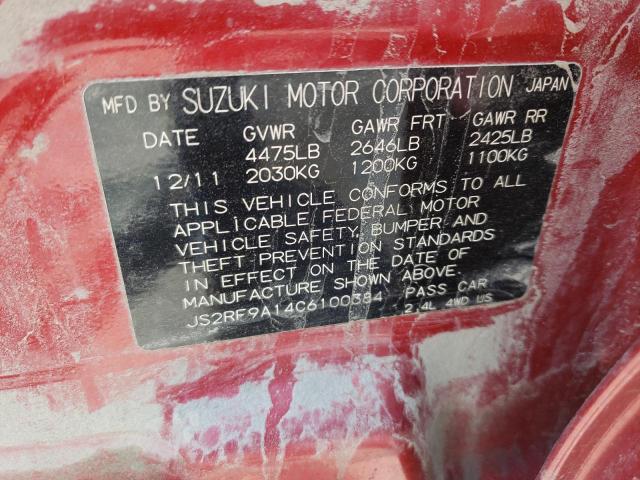 MFD BY SUZUKI MOTOR CORPORATION JAPAN
DATE GVWR GAWR FRT GAWR RR
4475LB 2646LB 2425LB
12/11 2030KG 1200KG 1100KG
THIS VEHICLE CONFORMS TO ALL
APPLICABLE FEDERAL MOTOR
VEHICLE SAFETY, BUMPER AND
THEFT PREVENTION STANDARDS
IN EFFECT ON THE DATE OF
MANUFACTURE SHOWN ABOVE.
JS2RF9A14C6100384 PASS CAR
2.4L 4WD US